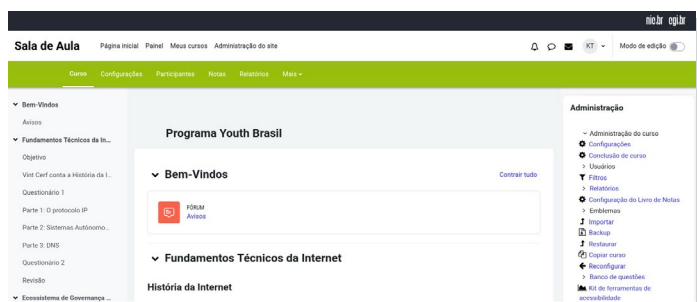 nic.br cgi.br
Sala de Aula Página inicial Painel Meus cursos Administração do site KT Modo de edição
Curso Configurações Participantes Notas Relatórios Mais
Bem-Vindos
Avisos
Fundamentos Técnicos da In...
Objetivo
Vint Cerf conta a História da I...
Questionário 1
Parte 1: O protocolo IP
Parte 2: Sistemas Autônomo...
Parte 3: DNS
Questionário 2
Revisão
Ecossistema de Governança ...
Programa Youth Brasil
Bem-Vindos Contrair tudo
FÓRUM
Avisos
Fundamentos Técnicos da Internet
História da Internet
Administração
Administração do curso
Configurações
Conclusão de curso
Usuários
Filtros
Relatórios
Configuração do Livro de Notas
Emblemas
Importar
Backup
Restaurar
Copiar curso
Reconfigurar
Banco de questões
Kit de ferramentas de
acessibilidade